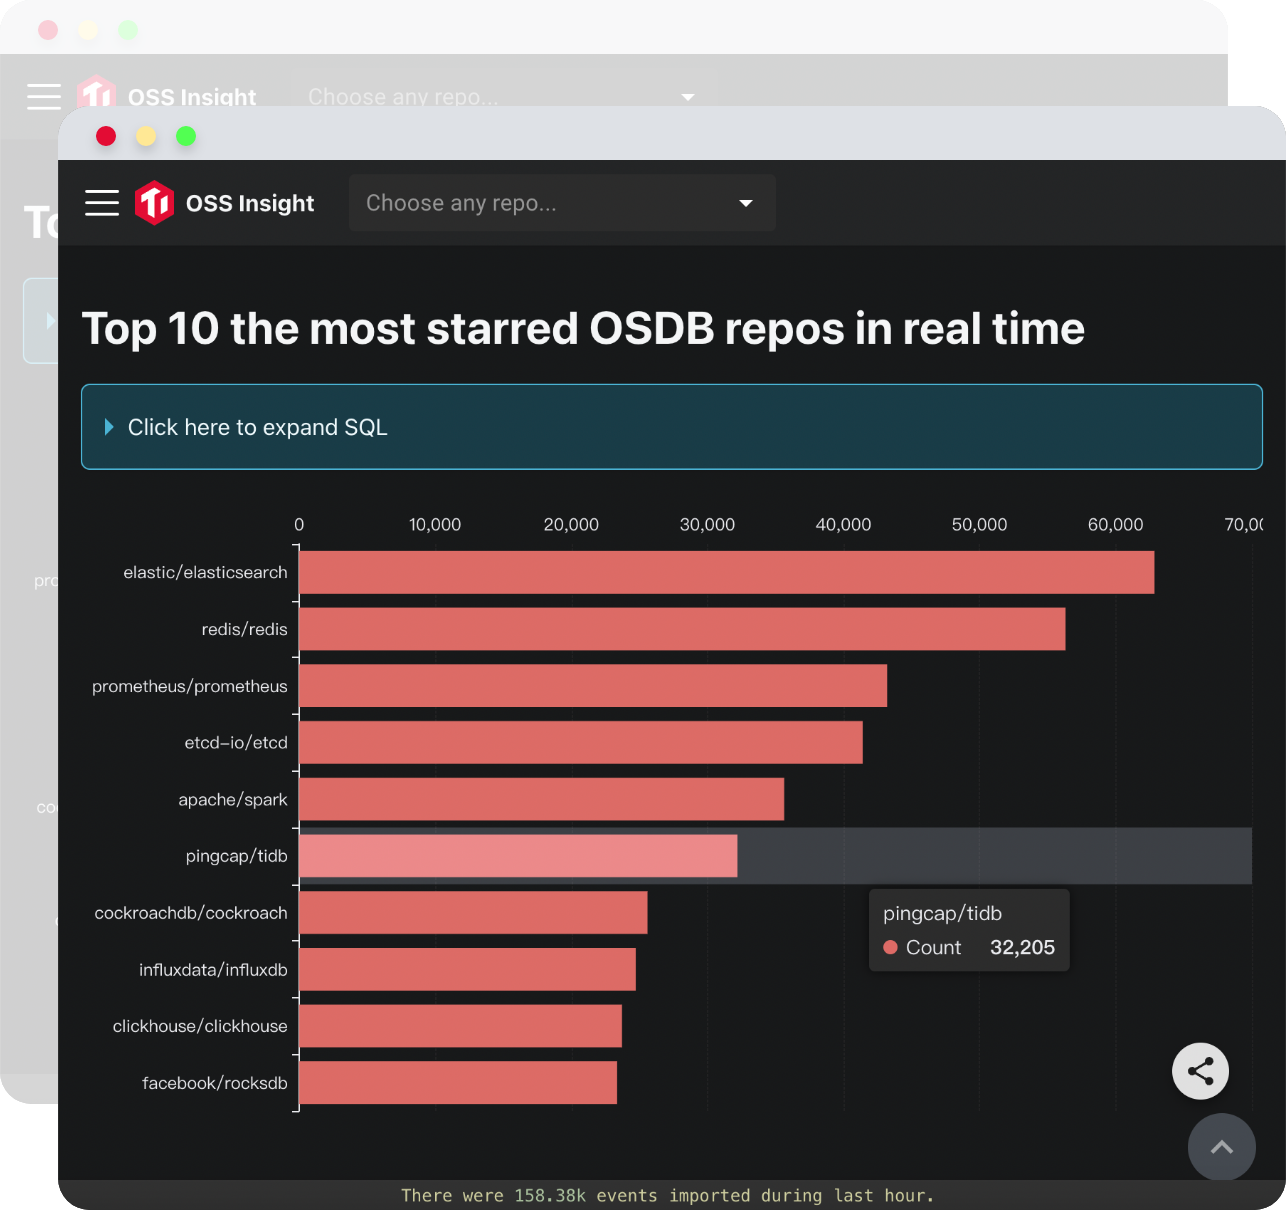 OSS Insight Choose any repo...
OSS Insight Choose any repo...
Top 10 the most starred OSDB repos in real time
Click here to expand SQL
0 10,000 20,000 30,000 40,000 50,000 60,000
elastic/elasticsearch
redis/redis
prometheus/prometheus
etcd-io/etcd
apache/spark
pingcap/tidb
cockroachdb/cockroach
pingcap/tidb
Count 32,205
influxdata/influxdb
clickhouse/clickhouse
facebook/rocksdb
There were 158.38k events imported during last hour.